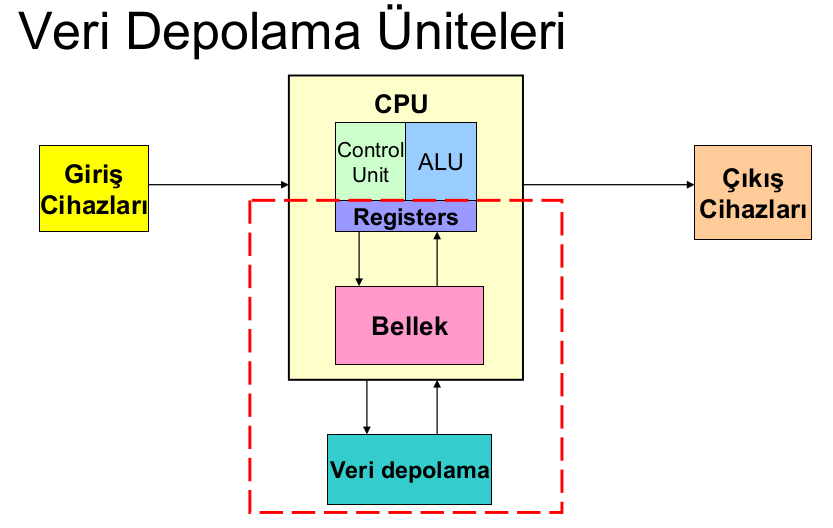 Veri Depolama Üniteleri
CPU
Control
Unit
ALU
Giriş
Cihazları
Çıkış
Cihazları
Registers
Bellek
Veri depolama